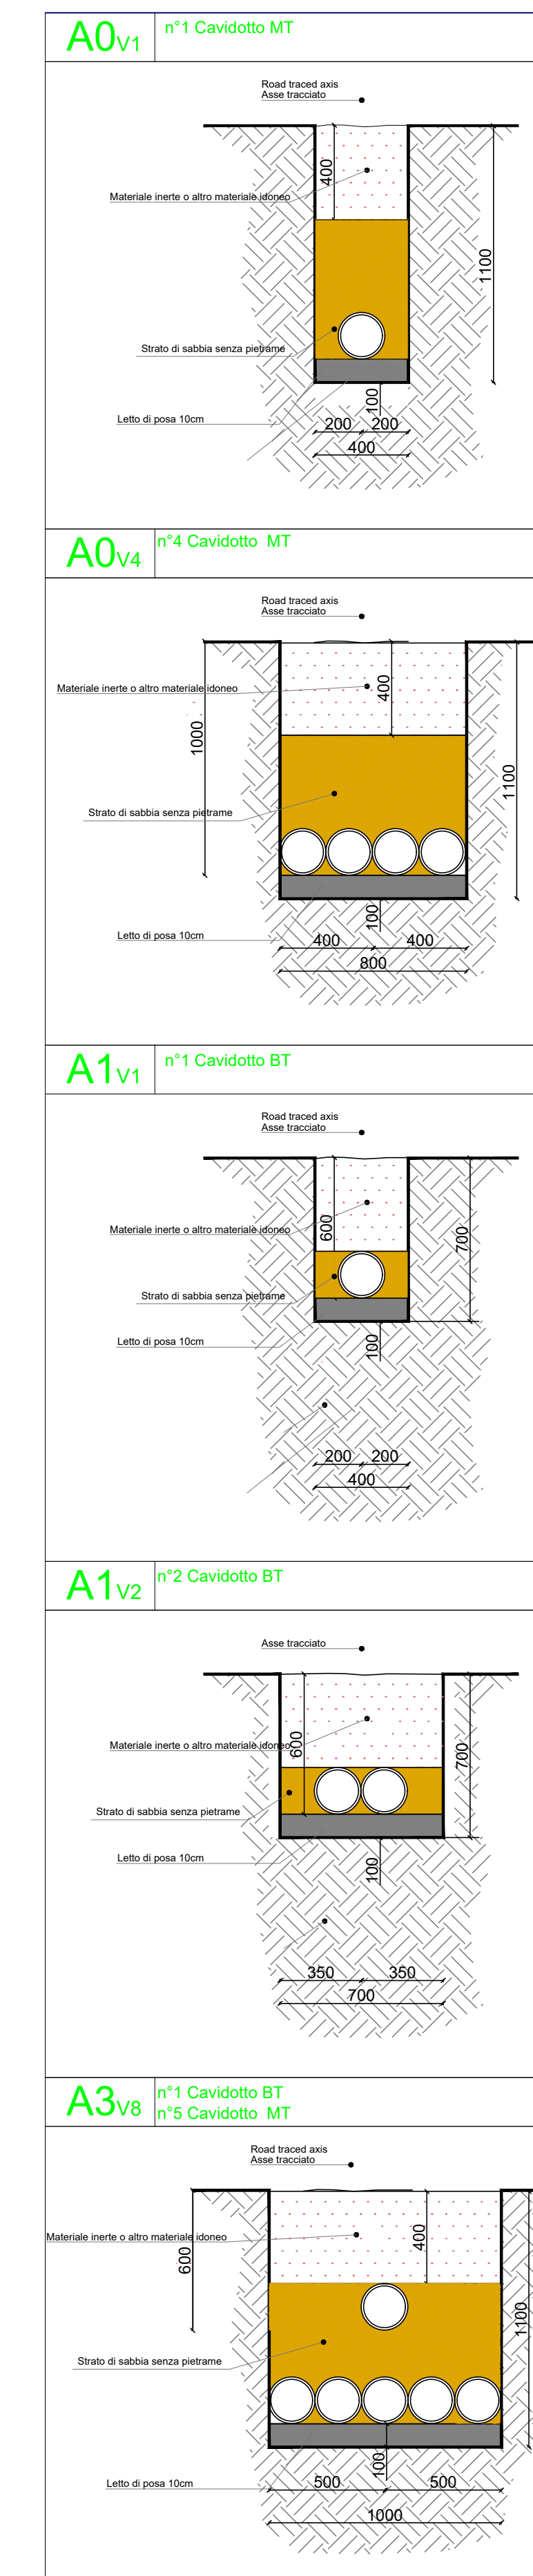 A0V1
n°1 Cavidotto MT
Road traced axis
Asse tracciato
400
Materiale inerte o altro materiale idoneo
1100
Strato di sabbia senza pietrame
100
Letto di posa 10cm
200 200
400
A0V4
n°4 Cavidotto MT
Road traced axis
Asse tracciato
Materiale inerte o altro materiale idoneo
400
1000
1100
Strato di sabbia senza pietrame
100
Letto di posa 10cm
400 400
800
A1V1
n°1 Cavidotto BT
Road traced axis
Asse tracciato
Materiale inerte o altro materiale idoneo
600
700
Strato di sabbia senza pietrame
Letto di posa 10cm
100
200 200
400
A1V2
n°2 Cavidotto BT
Asse tracciato
Materiale inerte o altro materiale idoneo
600
700
Strato di sabbia senza pietrame
Letto di posa 10cm
100
350 350
700
A3V8
n°1 Cavidotto BT
n°5 Cavidotto MT
Road traced axis
Asse tracciato
Materiale inerte o altro materiale idoneo
400
600
1100
Strato di sabbia senza pietrame
100
Letto di posa 10cm
500 500
1000